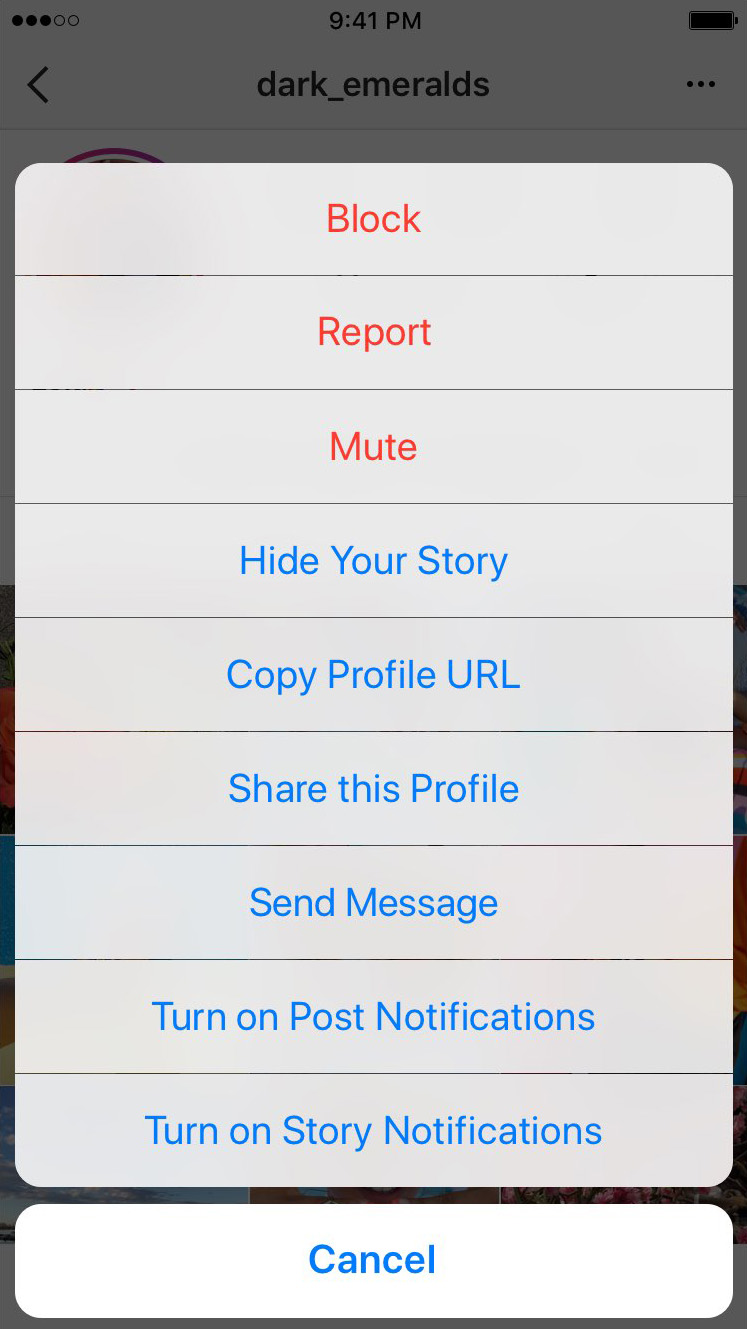 9:41 PM
dark_emeralds
Block
Report
Mute
Hide Your Story
Copy Profile URL
Share this Profile
Send Message
Turn on Post Notifications
Turn on Story Notifications
Cancel